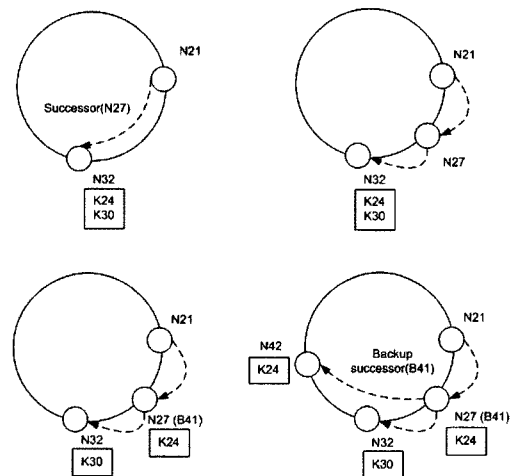 N21
Successor(N27)
N32
K24
K30
N21
N27
N32
K24
K30
N21
N27 (B41)
K24
N32
K30
N42
K24
N21
Backup
successor(B41)
N27 (B41)
K24
N32
K30